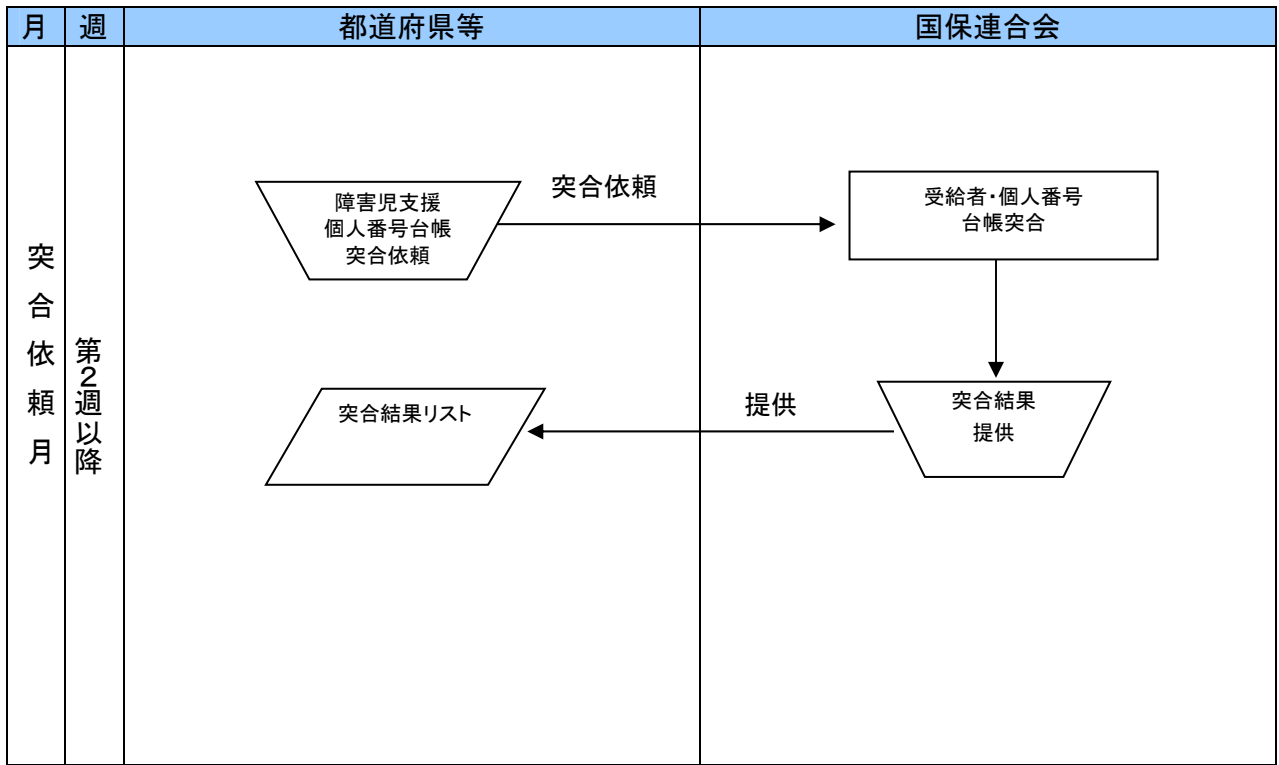 月
週
都道府県等
国保連合会
突合依頼月
第2週以降
障害児支援
個人番号台帳
突合依頼
突合依頼
受給者・個人番号
台帳突合
突合結果リスト
提供
突合結果
提供